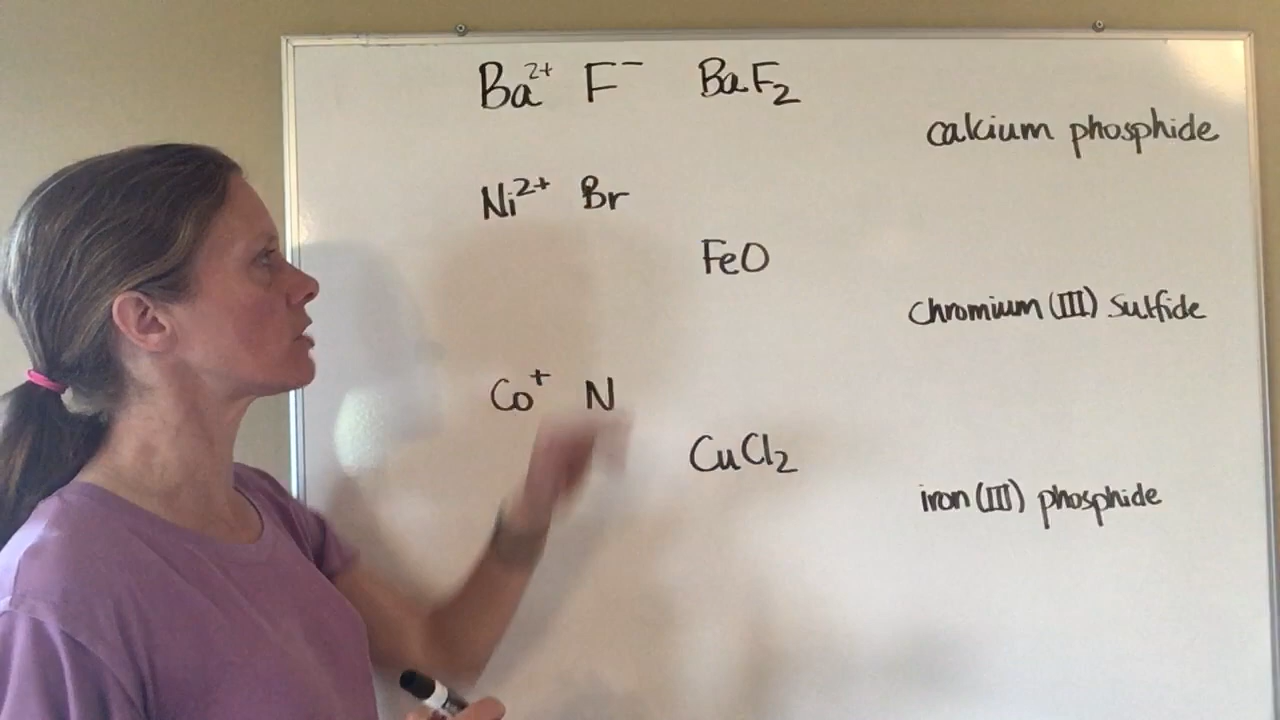 Ba²⁺ F⁻ BaF₂
calcium phosphide
Ni²⁺ Br
FeO
Chromium (III) Sulfide
Co⁺ N
CuCl₂
iron (III) phosphide